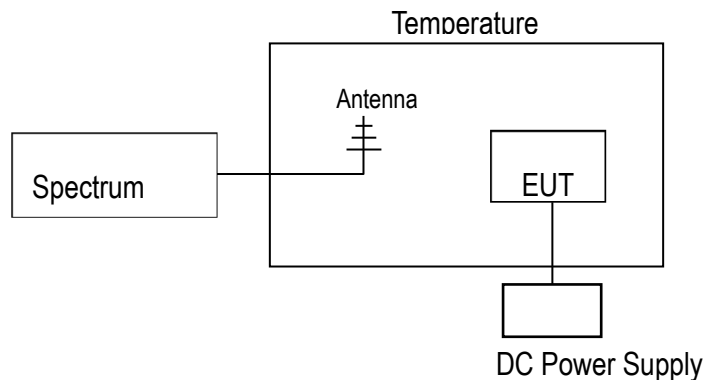 Temperature
Antenna
Spectrum
EUT
DC Power Supply